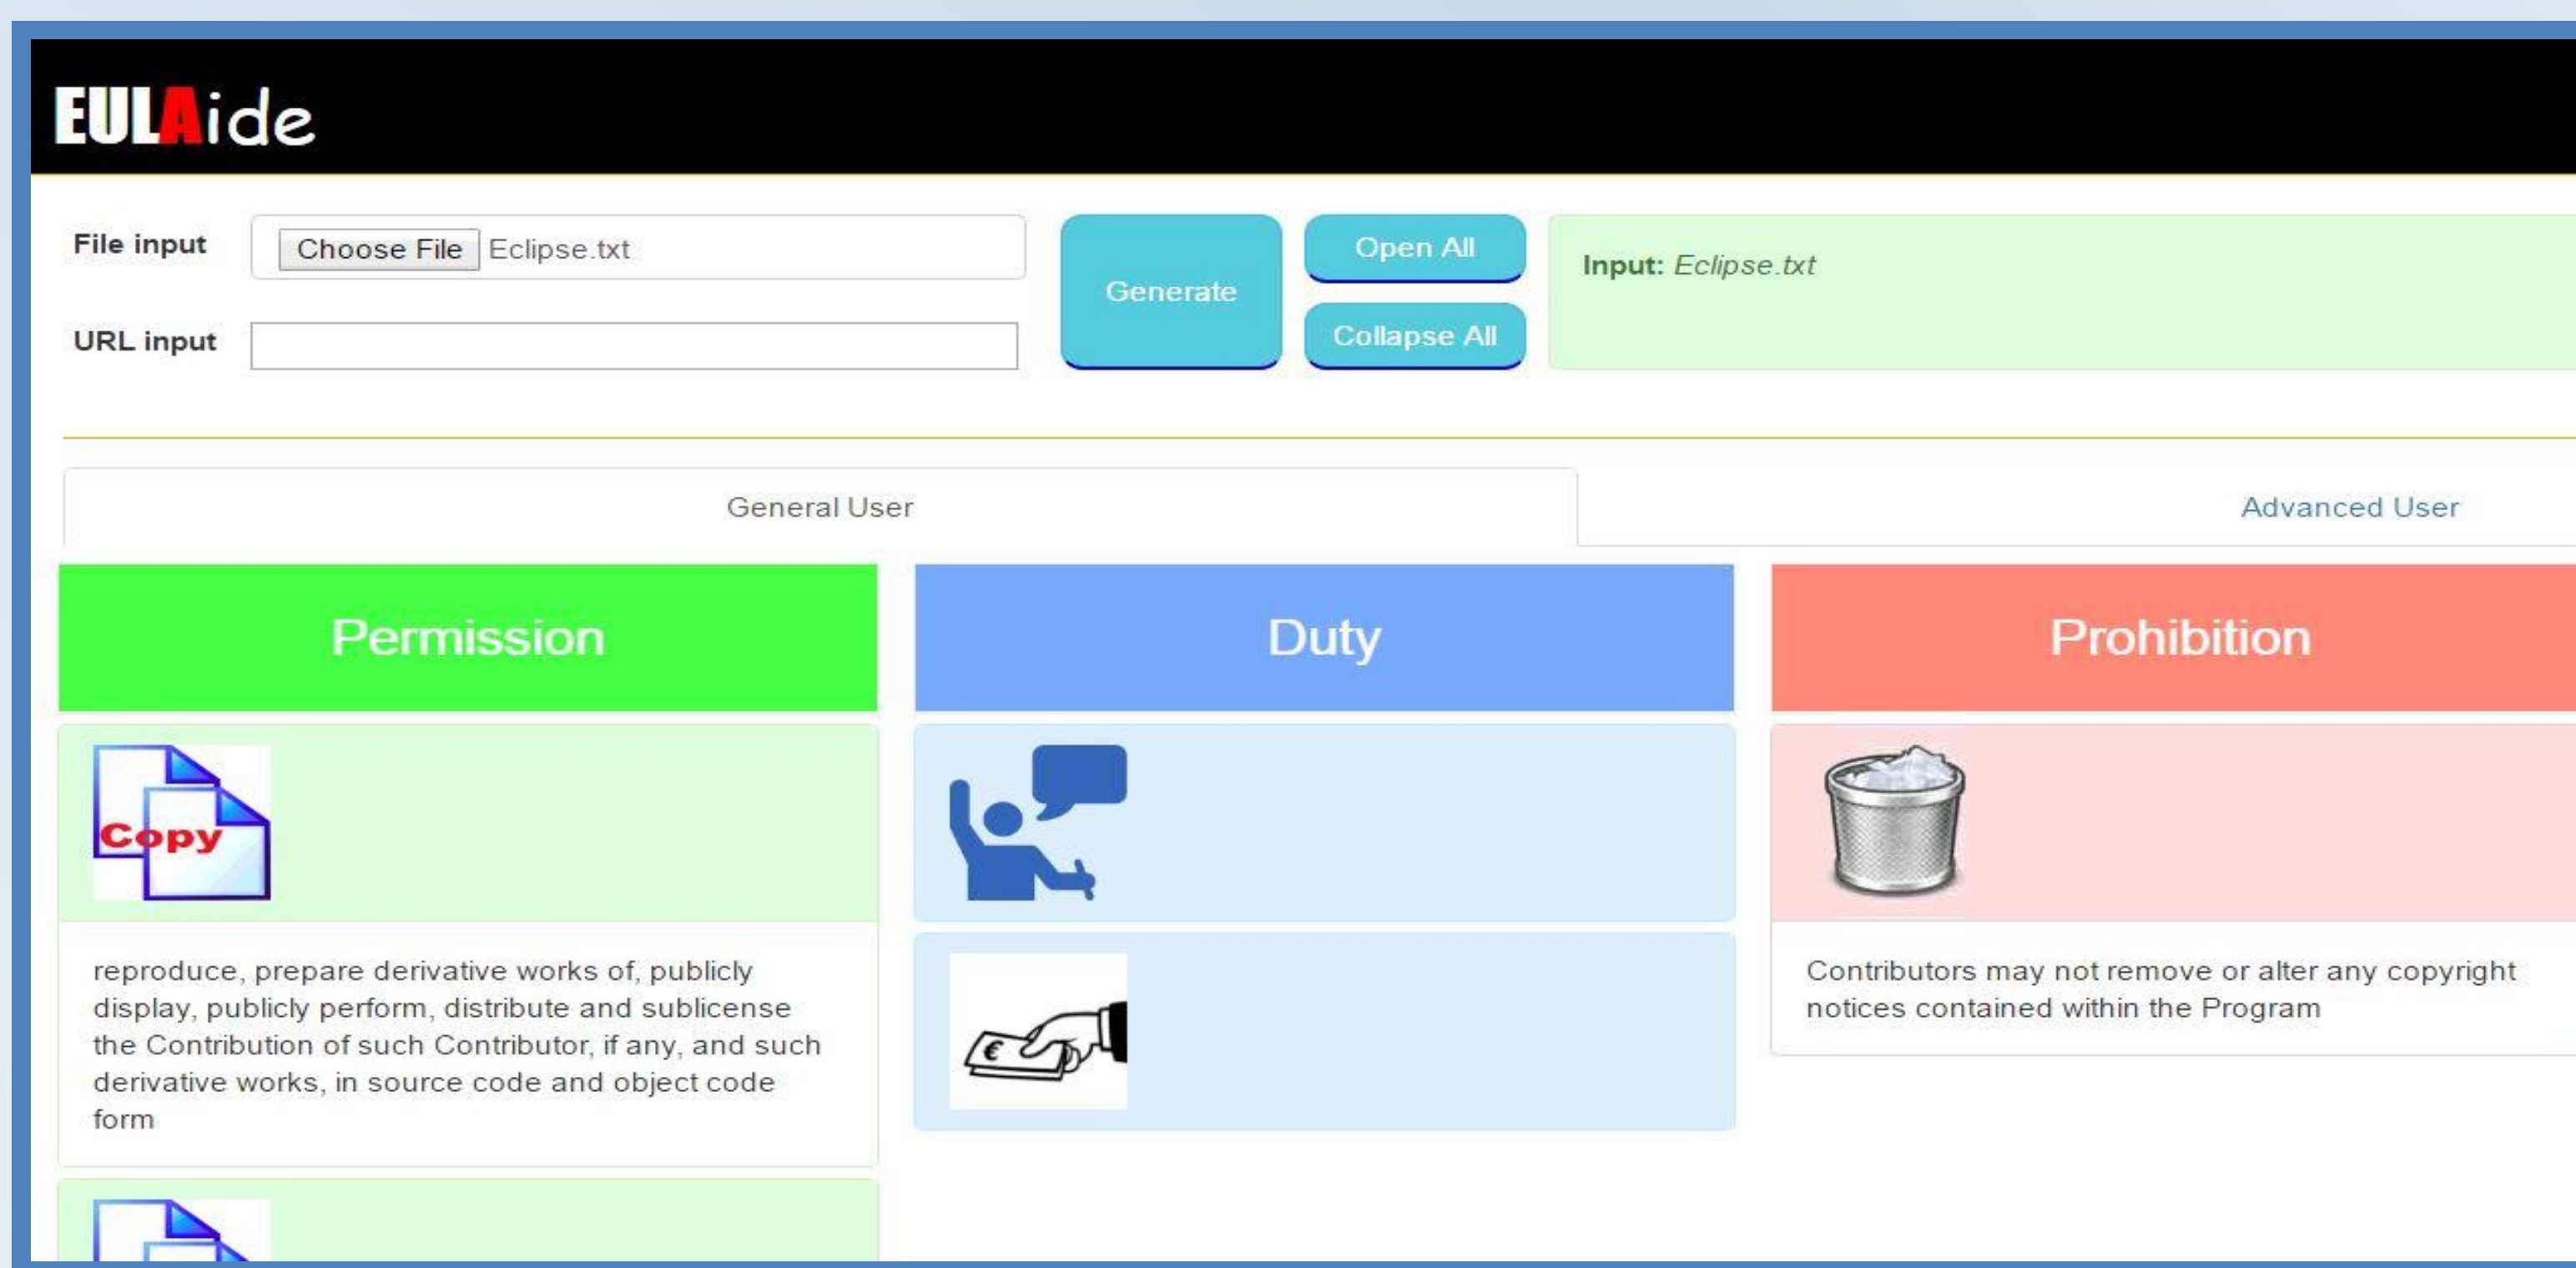 EULAide
File input Choose File Eclipse.txt
Generate
Open All
Input: Eclipse.txt
URL input
Collapse All
General User
Advanced User
Permission
Duty
Prohibition
Copy
reproduce, prepare derivative works of, publicly
display, publicly perform, distribute and sublicense
the Contribution of such Contributor, if any, and such
derivative works, in source code and object code
form
€
Contributors may not remove or alter any copyright
notices contained within the Program